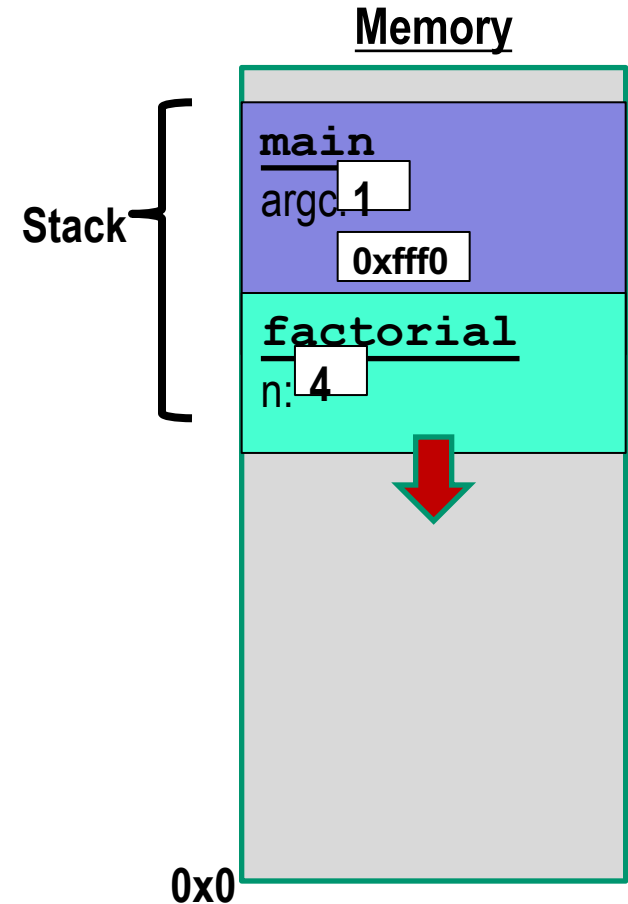 Memory
main
argc: 1
0xfff0
Stack
factorial
n: 4
0x0